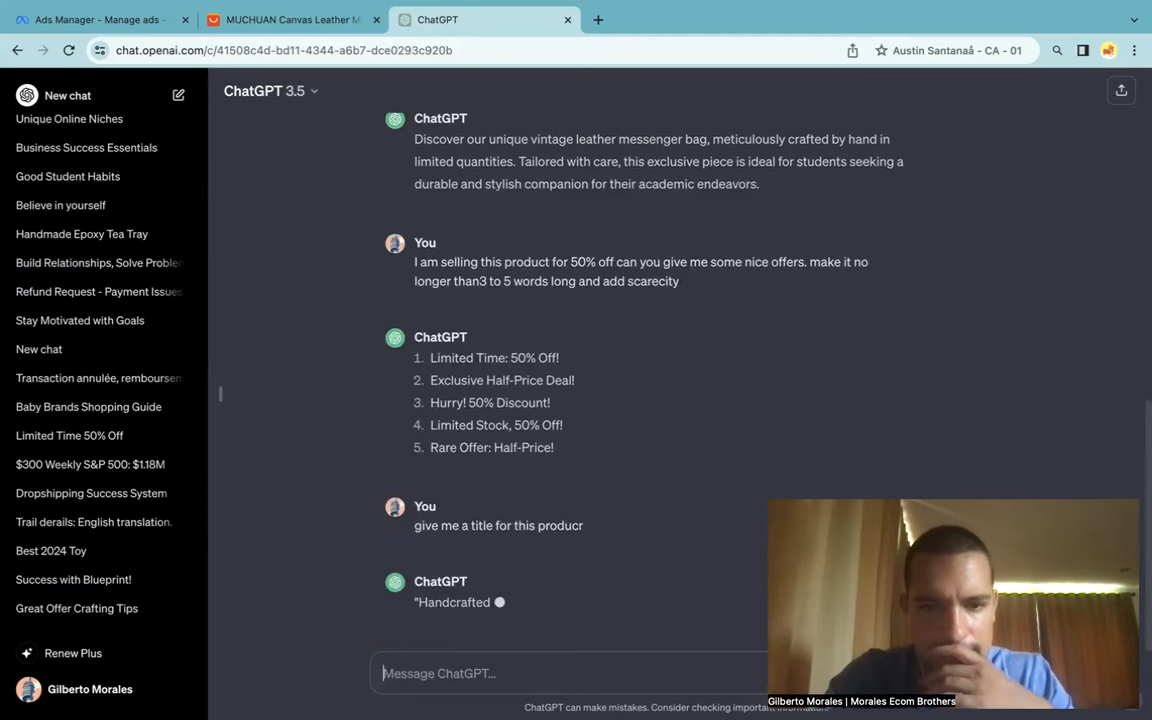 Ads Manager - Manage ads -
MUCHUAN Canvas Leather M
ChatGPT
chat.openai.com/c/41508c4d-bd11-4344-a6b7-dce0293c920b
Austin Santanaå - CA - 01
New chat
Unique Online Niches
Business Success Essentials
Good Student Habits
Believe in yourself
Handmade Epoxy Tea Tray
Build Relationships, Solve Problem
Refund Request - Payment Issues
Stay Motivated with Goals
New chat
Transaction annulée, remboursen
Baby Brands Shopping Guide
Limited Time 50% Off
$300 Weekly S&P 500: $1.18M
Dropshipping Success System
Trail derails: English translation.
Best 2024 Toy
Success with Blueprint!
Great Offer Crafting Tips
Renew Plus
Gilberto Morales
ChatGPT 3.5
ChatGPT
Discover our unique vintage leather messenger bag, meticulously crafted by hand in
limited quantities. Tailored with care, this exclusive piece is ideal for students seeking a
durable and stylish companion for their academic endeavors.
You
I am selling this product for 50% off can you give me some nice offers. make it no
longer than3 to 5 words long and add scarecity
ChatGPT
1. Limited Time: 50% Off!
2. Exclusive Half-Price Deal!
3. Hurry! 50% Discount!
4. Limited Stock, 50% Off!
5. Rare Offer: Half-Price!
You
give me a title for this producr
ChatGPT
"Handcrafted
Message ChatGPT...
ChatGPT can make mistakes. Consider checking important information.
Gilberto Morales | Morales Ecom Brothers